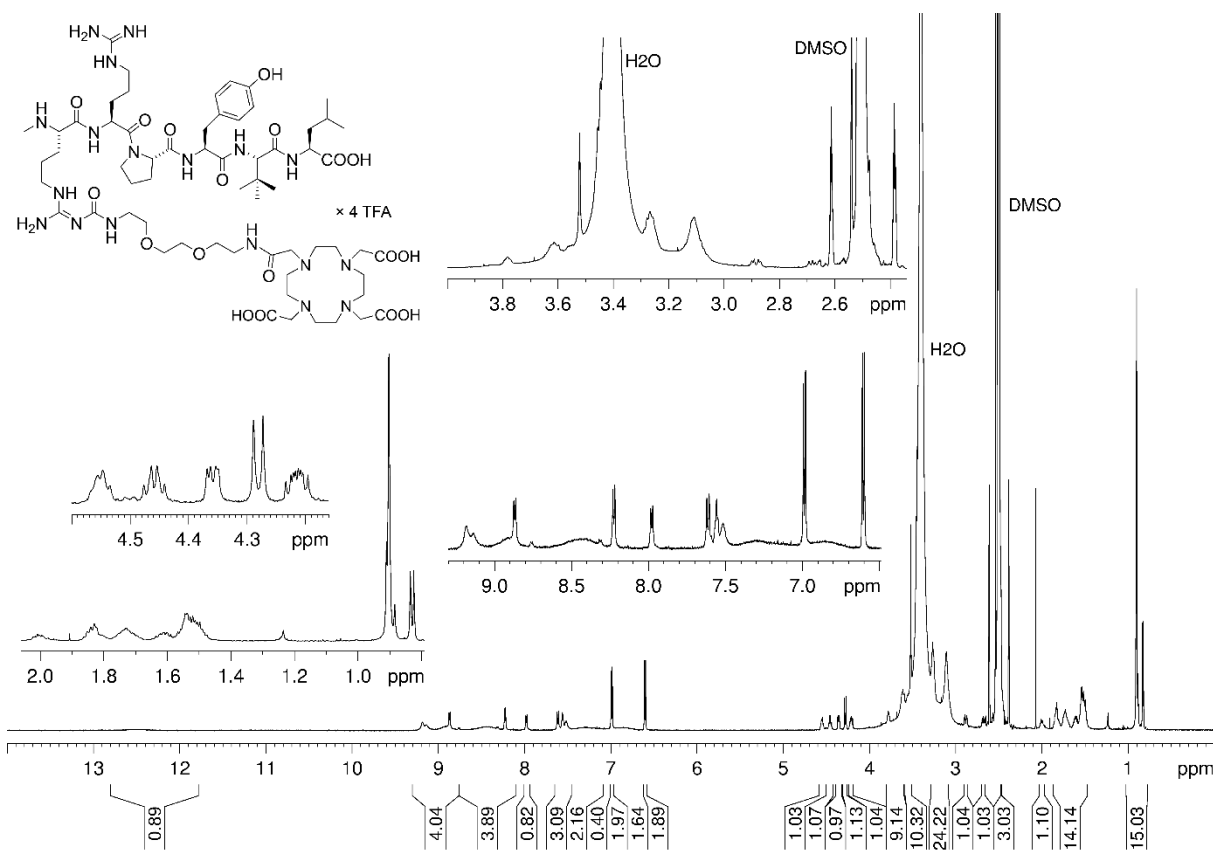 H2N NH
HN
OH
O O O O
N H N H N N H N H N H COOH
× 4 TFA
NH O
H2N N N H O O H N O N N COOH
N N
HOOC COOH
H2O
DMSO
3.8 3.6 3.4 3.2 3.0 2.8 2.6 ppm
DMSO
H2O
4.5 4.4 4.3 ppm
9.0 8.5 8.0 7.5 7.0 ppm
2.0 1.8 1.6 1.4 1.2 1.0 ppm
13 12 11 10 9 8 7 6 5 4 3 2 1 ppm
0.89 4.04 3.89 0.82 3.09 2.16 0.40 1.97 1.64 1.89 1.03 1.07 0.97 1.13 1.04 9.14 10.32 24.22 1.04 1.03 3.03 1.10 14.14 15.03